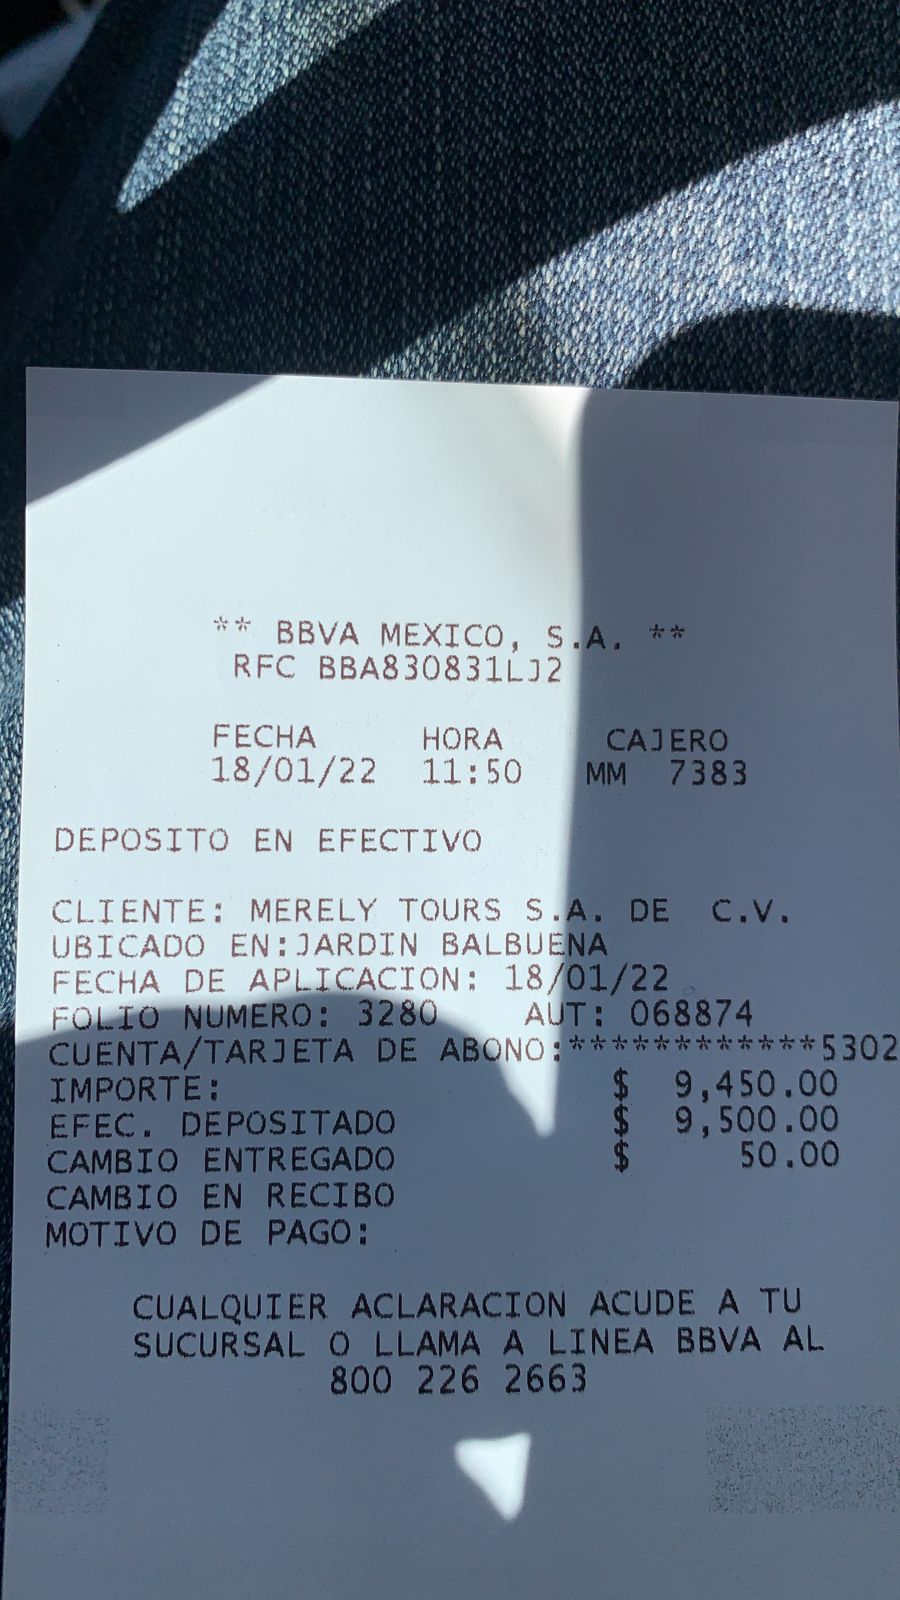 ** BBVA MEXICO, S.A. **
RFC BBA830831LJ2
FECHA HORA CAJERO
18/01/22 11:50 MM 7383
DEPOSITO EN EFECTIVO
CLIENTE: MERELY TOURS S.A. DE C.V.
UBICADO EN:JARDIN BALBUENA
FECHA DE APLICACION: 18/01/22
FOLIO NUMERO: 3280 AUT: 068874
CUENTA/TARJETA DE ABONO:************5302
IMPORTE: $ 9,450.00
EFEC. DEPOSITADO $ 9,500.00
CAMBIO ENTREGADO $ 50.00
CAMBIO EN RECIBO
MOTIVO DE PAGO:
CUALQUIER ACLARACION ACUDE A TU
SUCURSAL O LLAMA A LINEA BBVA AL
800 226 2663